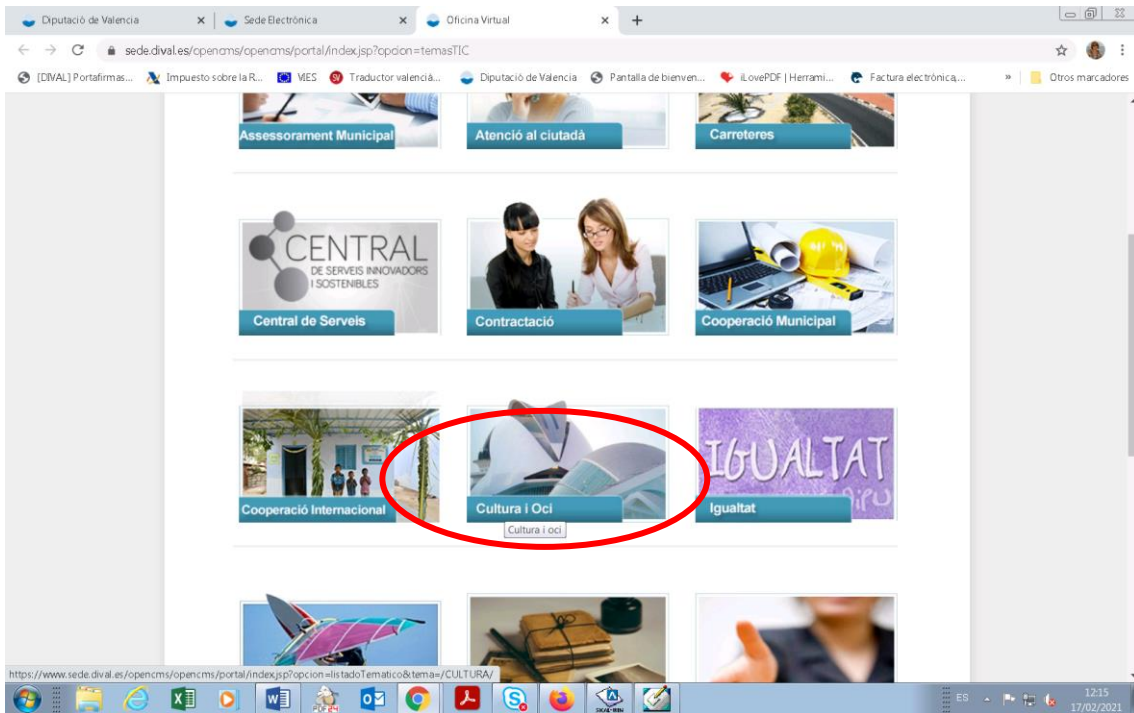 Diputació de Valencia
Sede Electrónica
Oficina Virtual
sede.dival.es/opencms/opencms/portal/index.jsp?opcion=temasTIC
[DIVAL] Portafirmas...
Impuesto sobre la R...
VIES
Traductor valencià...
Diputació de Valencia
Pantalla de bienven...
iLovePDF | Herrami...
Factura electrònica,...
»
Otros marcadores
Assessorament Municipal
Atenció al ciutadà
Carreteres
CENTRAL
DE SERVEIS INNOVADORS
I SOSTENIBLES
Central de Serveis
Contractació
Cooperació Municipal
IGUALTAT
Cooperació Internacional
Cultura i Oci
Igualtat
Cultura i oci
https://www.sede.dival.es/opencms/opencms/portal/index.jsp?opcion=listadoTematico&tema=/CULTURA/
ES
12:15
17/02/2021